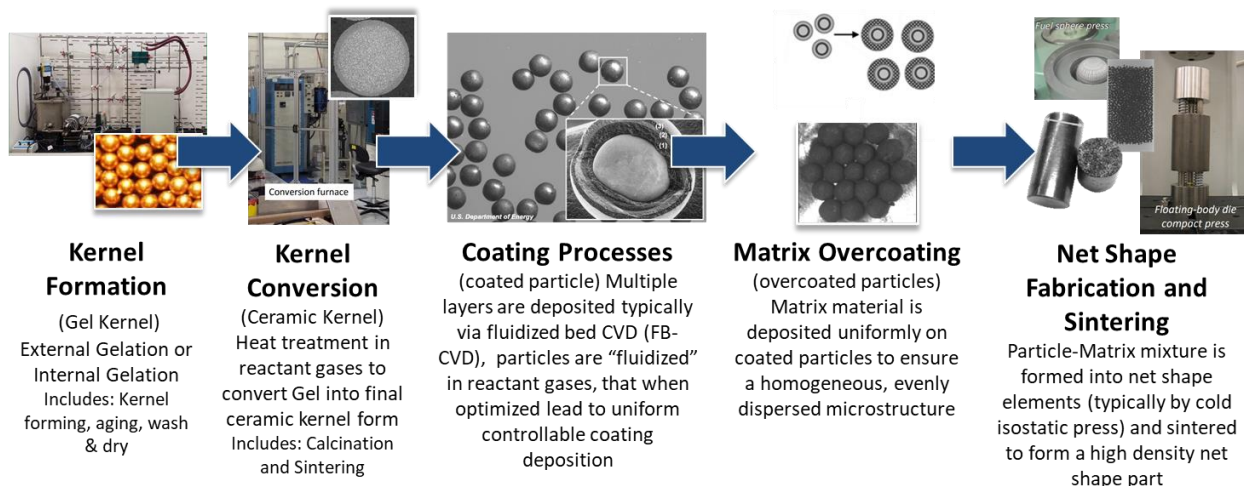 Conversion furnace
(3)
(2)
(1)
U.S. Department of Energy
Fuel sphere press
Floating-body die
compact press
Kernel
Formation
(Gel Kernel)
External Gelation or
Internal Gelation
Includes: Kernel
forming, aging, wash
& dry
Kernel
Conversion
(Ceramic Kernel)
Heat treatment in
reactant gases to
convert Gel into final
ceramic kernel form
Includes: Calcination
and Sintering
Coating Processes
(coated particle) Multiple
layers are deposited typically
via fluidized bed CVD (FB-
CVD),  particles are “fluidized”
in reactant gases, that when
optimized lead to uniform
controllable coating
deposition
Matrix Overcoating
(overcoated particles)
Matrix material is
deposited uniformly on
coated particles to ensure
a homogeneous, evenly
dispersed microstructure
Net Shape
Fabrication and
Sintering
Particle-Matrix mixture is
formed into net shape
elements (typically by cold
isostatic press) and sintered
to form a high density net
shape part